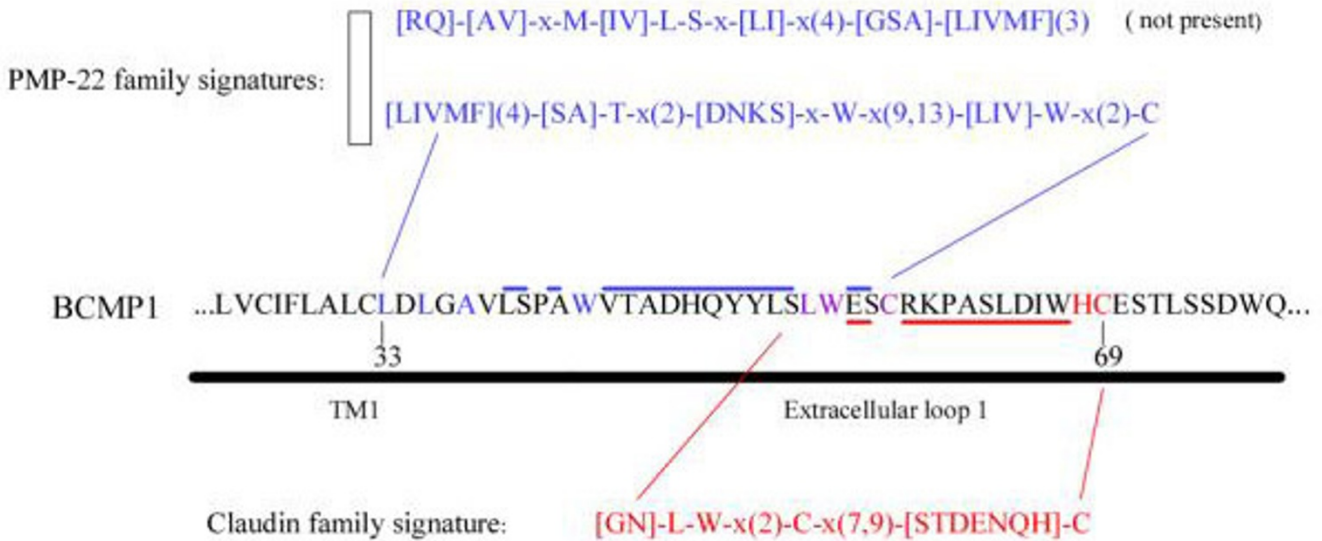 [RQ]-[AV]-x-M-[IV]-L-S-x-[LI]-x(4)-[GSA]-[LIVMF](3) ( not present)
PMP-22 family signatures:
[LIVMF](4)-[SA]-T-x(2)-[DNKS]-x-W-x(9,13)-[LIV]-W-x(2)-C
BCMP1 ...LVCIFLALCLDLGAVLSPAWVTADHQYYLSLWESCRKPASLDIWHCESTLSSDWQ...
33 69
TM1 Extracellular loop 1
Claudin family signature: [GN]-L-W-x(2)-C-x(7,9)-[STDENQH]-C